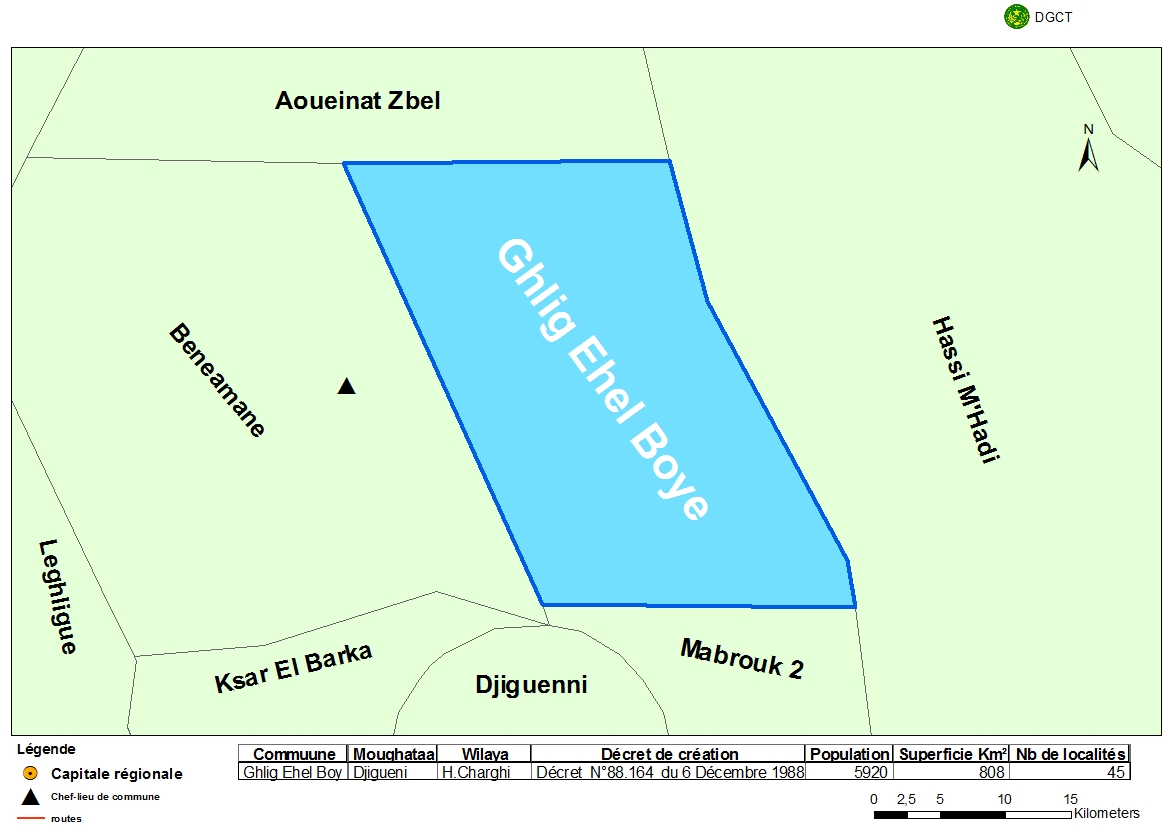 DGCT
Aoueinat Zbel
N
Ghlig Ehel Boye
Beneamane
Hassi M'Hadi
Leghligue
Ksar El Barka
Mabrouk 2
Djiguenni
Légende
Capitale régionale
Chef-lieu de commune
routes
Commuune Moughataa Wilaya Décret de création Population Superficie Km² Nb de localités
Ghlig Ehel Boy Djigueni H.Charghi Décret N°88.164 du 6 Décembre 1988 5920 808 45
0 2,5 5 10 15
Kilometers